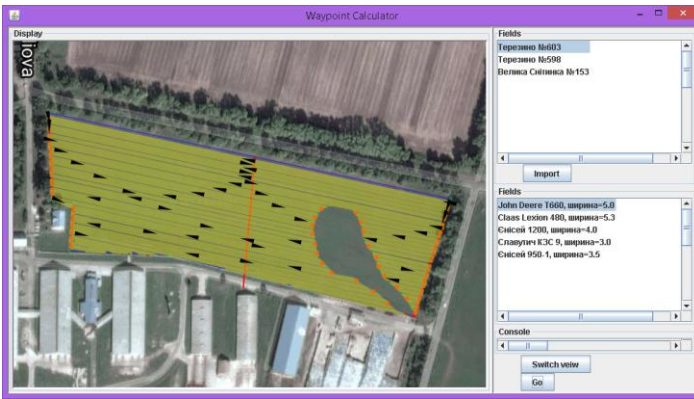 Waypoint Calculator
Display
iova
Fields
Терезино №603
Терезино №598
Велика Снітинка №153
Import
Fields
John Deere T660, ширина=5.0
Claas Lexion 480, ширина=5.3
Єнісей 1200, ширина=4.0
Славутич КЗС 9, ширина=3.0
Єнісей 950-1, ширина=3.5
Console
Switch veiw
Go